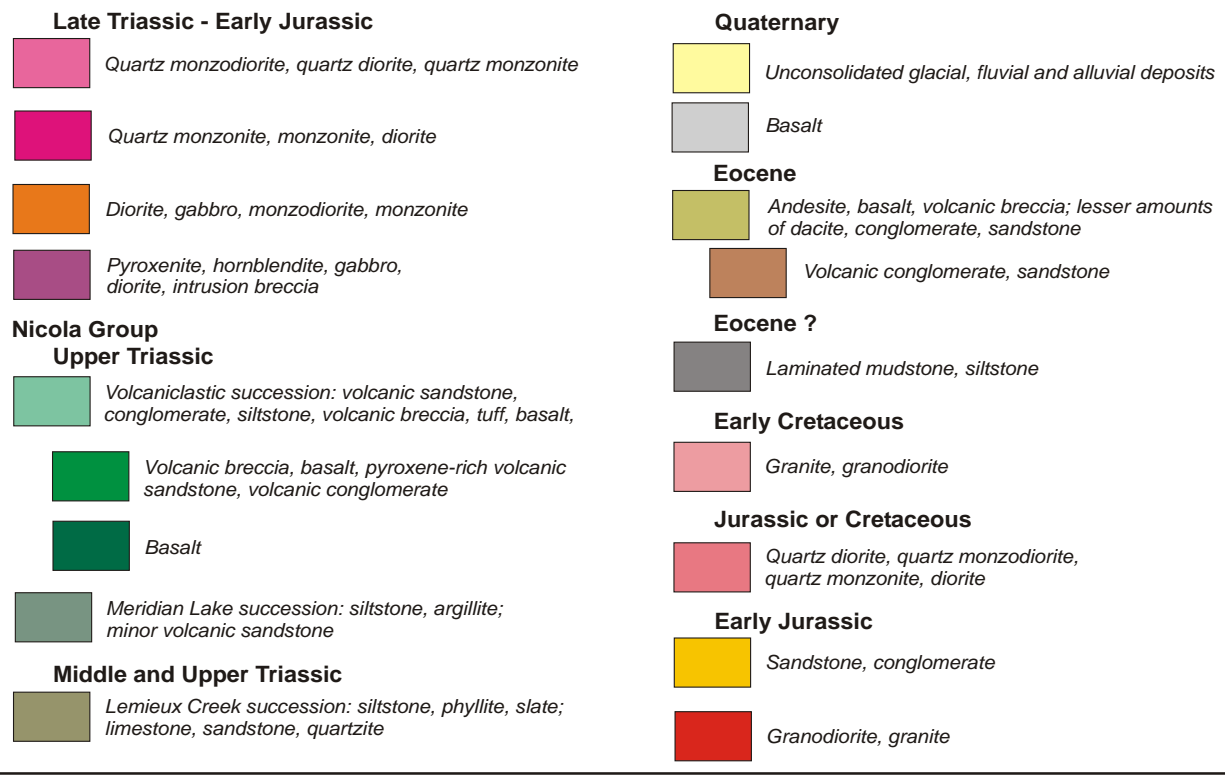 Late Triassic - Early Jurassic
Quartz monzodiorite, quartz diorite, quartz monzonite
Quartz monzonite, monzonite, diorite
Diorite, gabbro, monzodiorite, monzonite
Pyroxenite, hornblendite, gabbro,
diorite, intrusion breccia
Nicola Group
Upper Triassic
Volcaniclastic succession: volcanic sandstone,
conglomerate, siltstone, volcanic breccia, tuff, basalt,
Volcanic breccia, basalt, pyroxene-rich volcanic
sandstone, volcanic conglomerate
Basalt
Meridian Lake succession: siltstone, argillite;
minor volcanic sandstone
Middle and Upper Triassic
Lemieux Creek succession: siltstone, phyllite, slate;
limestone, sandstone, quartzite
Quaternary
Unconsolidated glacial, fluvial and alluvial deposits
Basalt
Eocene
Andesite, basalt, volcanic breccia; lesser amounts
of dacite, conglomerate, sandstone
Volcanic conglomerate, sandstone
Eocene ?
Laminated mudstone, siltstone
Early Cretaceous
Granite, granodiorite
Jurassic or Cretaceous
Quartz diorite, quartz monzodiorite,
quartz monzonite, diorite
Early Jurassic
Sandstone, conglomerate
Granodiorite, granite